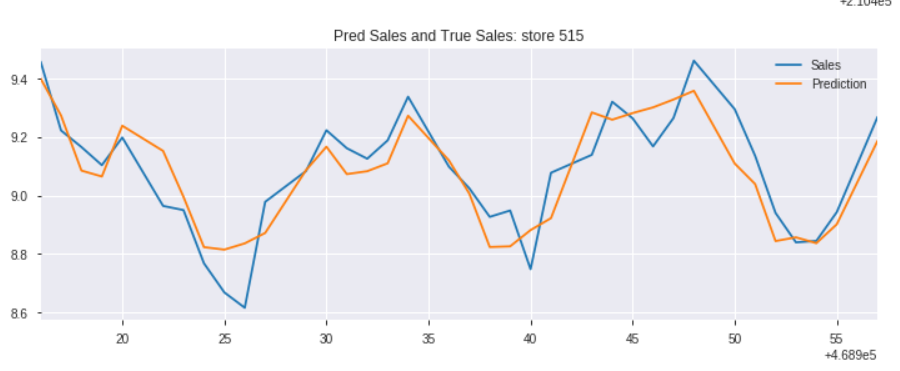 +2.104e5
Pred Sales and True Sales: store 515
Sales
Prediction
9.4
9.2
9.0
8.8
8.6
20 25 30 35 40 45 50 55
+4.689e5